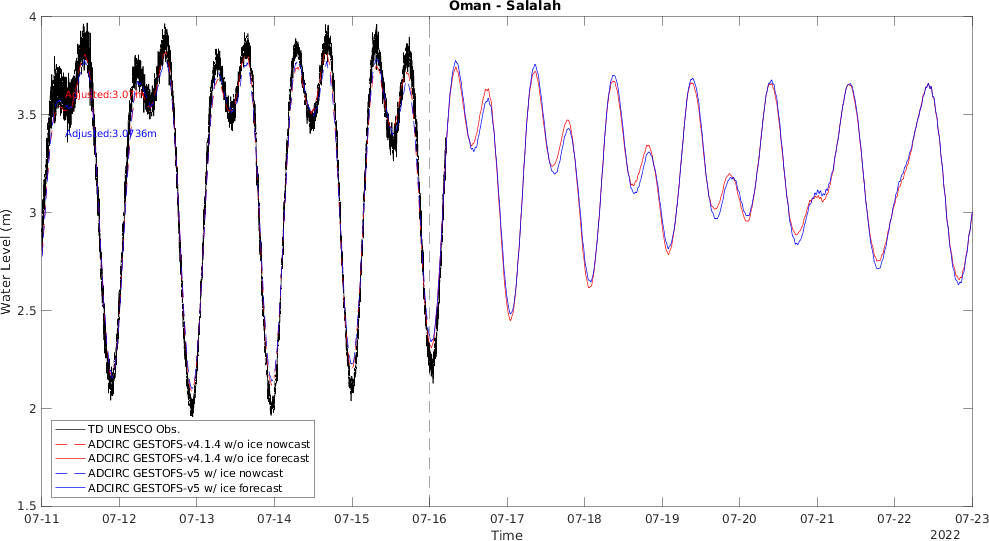 Oman - Salalah
4
3.5
3
2.5
2
1.5
Water Level (m)
Adjusted:3.0736m
TD UNESCO Obs.
ADCIRC GESTOFS-v4.1.4 w/o ice nowcast
ADCIRC GESTOFS-v4.1.4 w/o ice forecast
ADCIRC GESTOFS-v5 w/ ice nowcast
ADCIRC GESTOFS-v5 w/ ice forecast
07-11 07-12 07-13 07-14 07-15 07-16 07-17 07-18 07-19 07-20 07-21 07-22 07-23
Time
2022